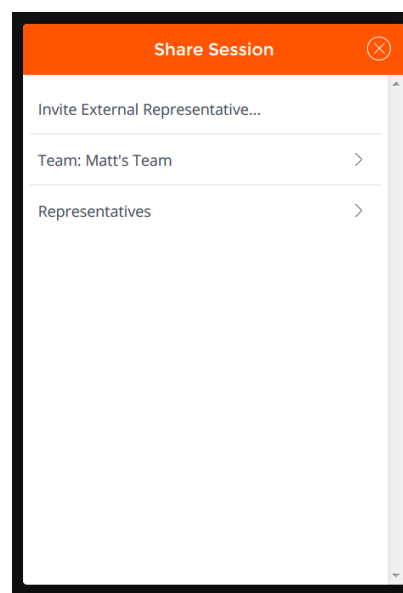 Share Session
Invite External Representative...
Team: Matt's Team
Representatives